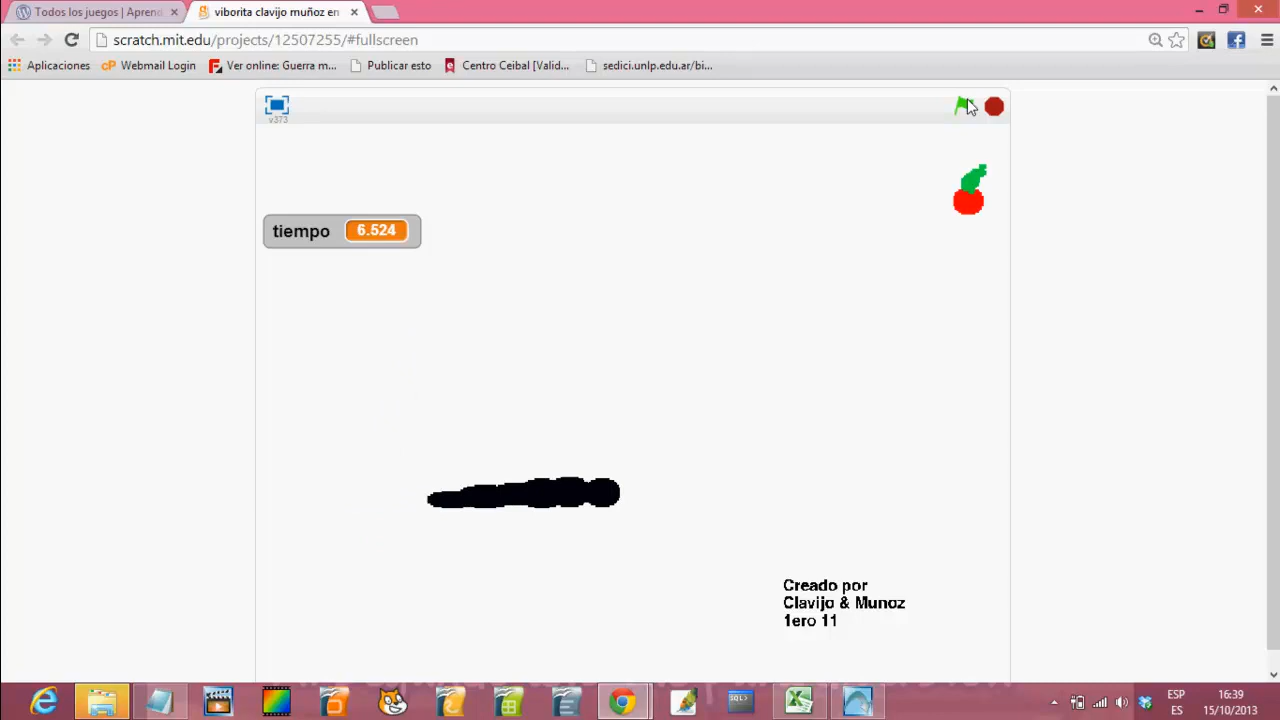 Todos los juegos | Aprend
viborita clavijo muñoz en
scratch.mit.edu/projects/12507255/#fullscreen
Aplicaciones
cP Webmail Login
Ver online: Guerra m...
Publicar esto
Centro Ceibal [Valid...
sedici.unlp.edu.ar/bi...
v373
tiempo 6.524
Creado por
Clavijo & Munoz
1ero 11
ESP
ES
16:39
15/10/2013